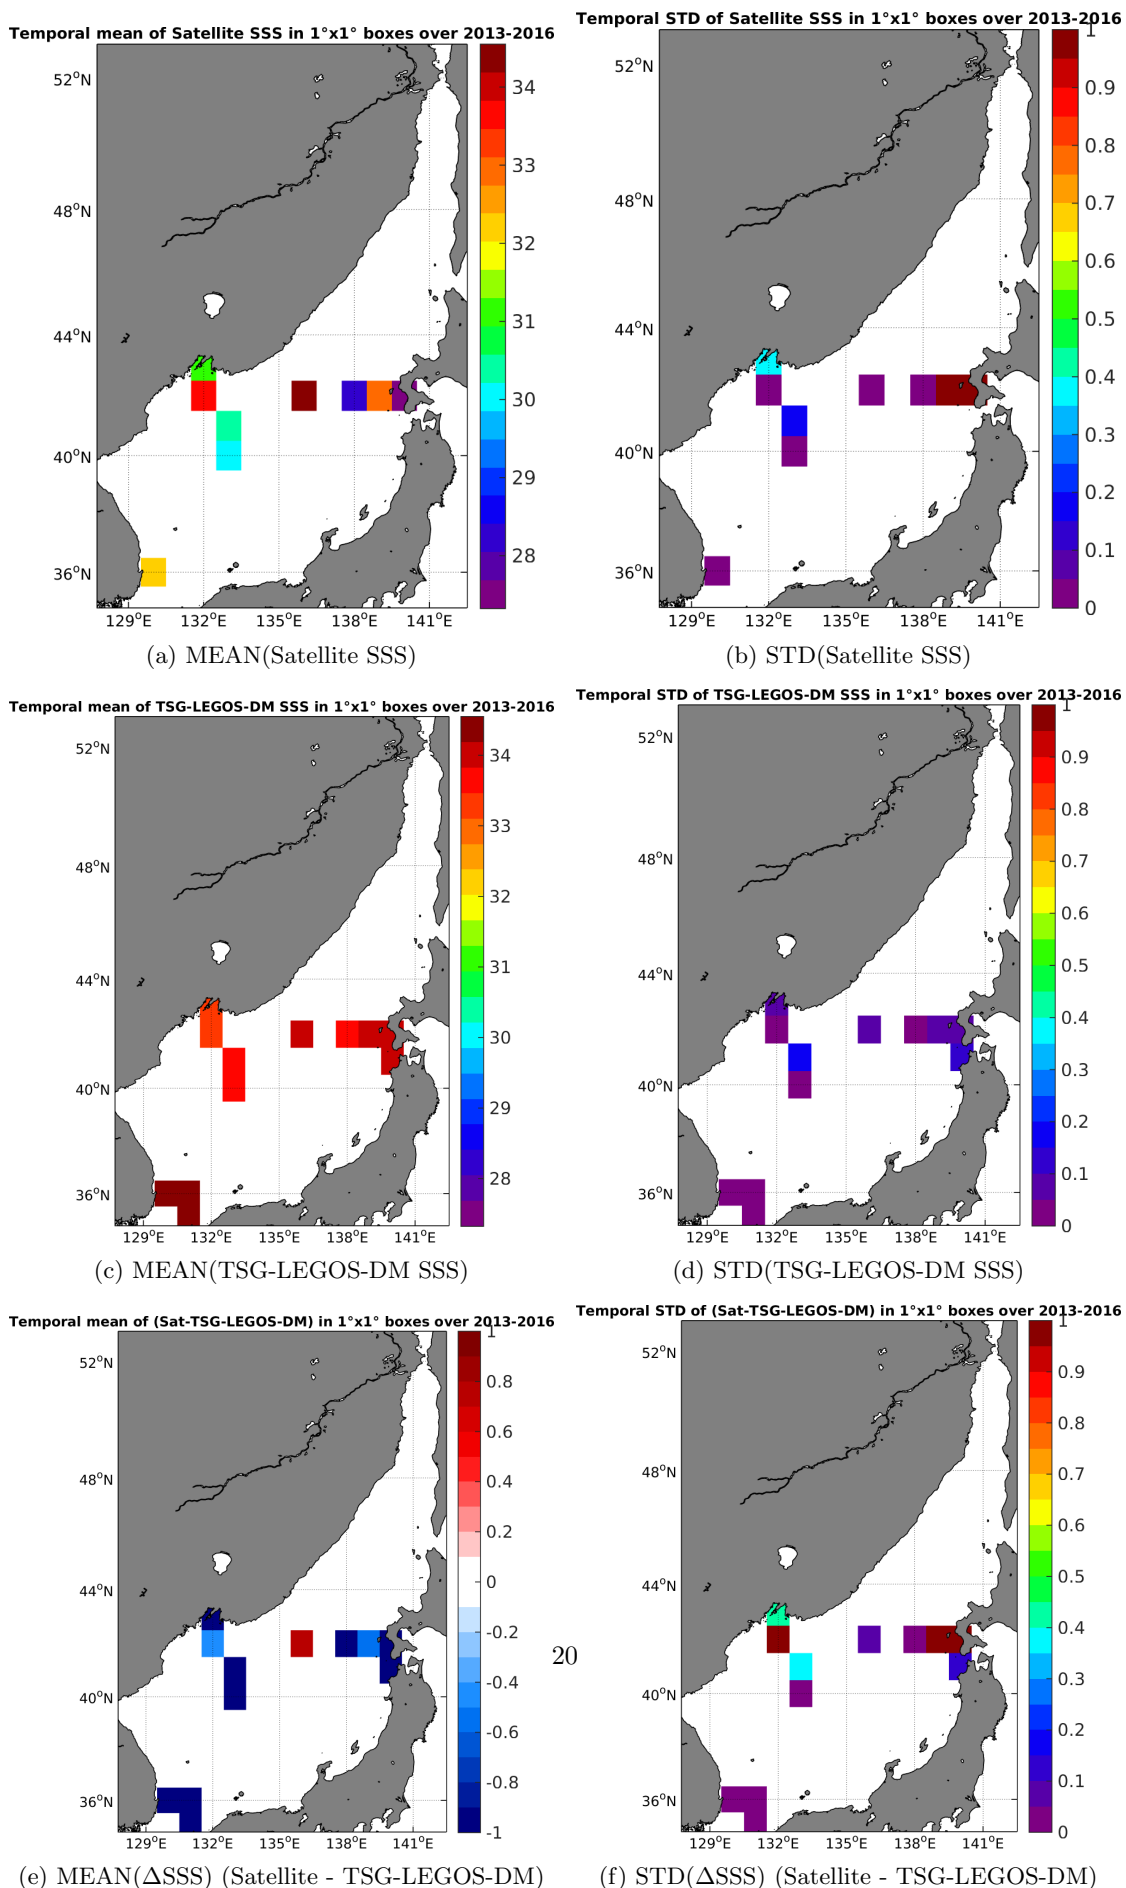 Temporal mean of Satellite SSS in 1°x1° boxes over 2013-2016
52°N
48°N
44°N
40°N
36°N
129°E 132°E 135°E 138°E 141°E
34
33
32
31
30
29
28
(a) MEAN(Satellite SSS)
Temporal STD of Satellite SSS in 1°x1° boxes over 2013-2016
52°N
48°N
44°N
40°N
36°N
129°E 132°E 135°E 138°E 141°E
1
0.9
0.8
0.7
0.6
0.5
0.4
0.3
0.2
0.1
0
(b) STD(Satellite SSS)
Temporal mean of TSG-LEGOS-DM SSS in 1°x1° boxes over 2013-2016
52°N
48°N
44°N
40°N
36°N
129°E 132°E 135°E 138°E 141°E
34
33
32
31
30
29
28
(c) MEAN(TSG-LEGOS-DM SSS)
Temporal STD of TSG-LEGOS-DM SSS in 1°x1° boxes over 2013-2016
52°N
48°N
44°N
40°N
36°N
129°E 132°E 135°E 138°E 141°E
1
0.9
0.8
0.7
0.6
0.5
0.4
0.3
0.2
0.1
0
(d) STD(TSG-LEGOS-DM SSS)
Temporal mean of (Sat-TSG-LEGOS-DM) in 1°x1° boxes over 2013-2016
52°N
48°N
44°N
40°N
36°N
129°E 132°E 135°E 138°E 141°E
1
0.8
0.6
0.4
0.2
0
-0.2
-0.4
-0.6
-0.8
-1
(e) MEAN(ΔSSS) (Satellite - TSG-LEGOS-DM)
Temporal STD of (Sat-TSG-LEGOS-DM) in 1°x1° boxes over 2013-2016
52°N
48°N
44°N
40°N
36°N
129°E 132°E 135°E 138°E 141°E
1
0.9
0.8
0.7
0.6
0.5
0.4
0.3
0.2
0.1
0
(f) STD(ΔSSS) (Satellite - TSG-LEGOS-DM)
20